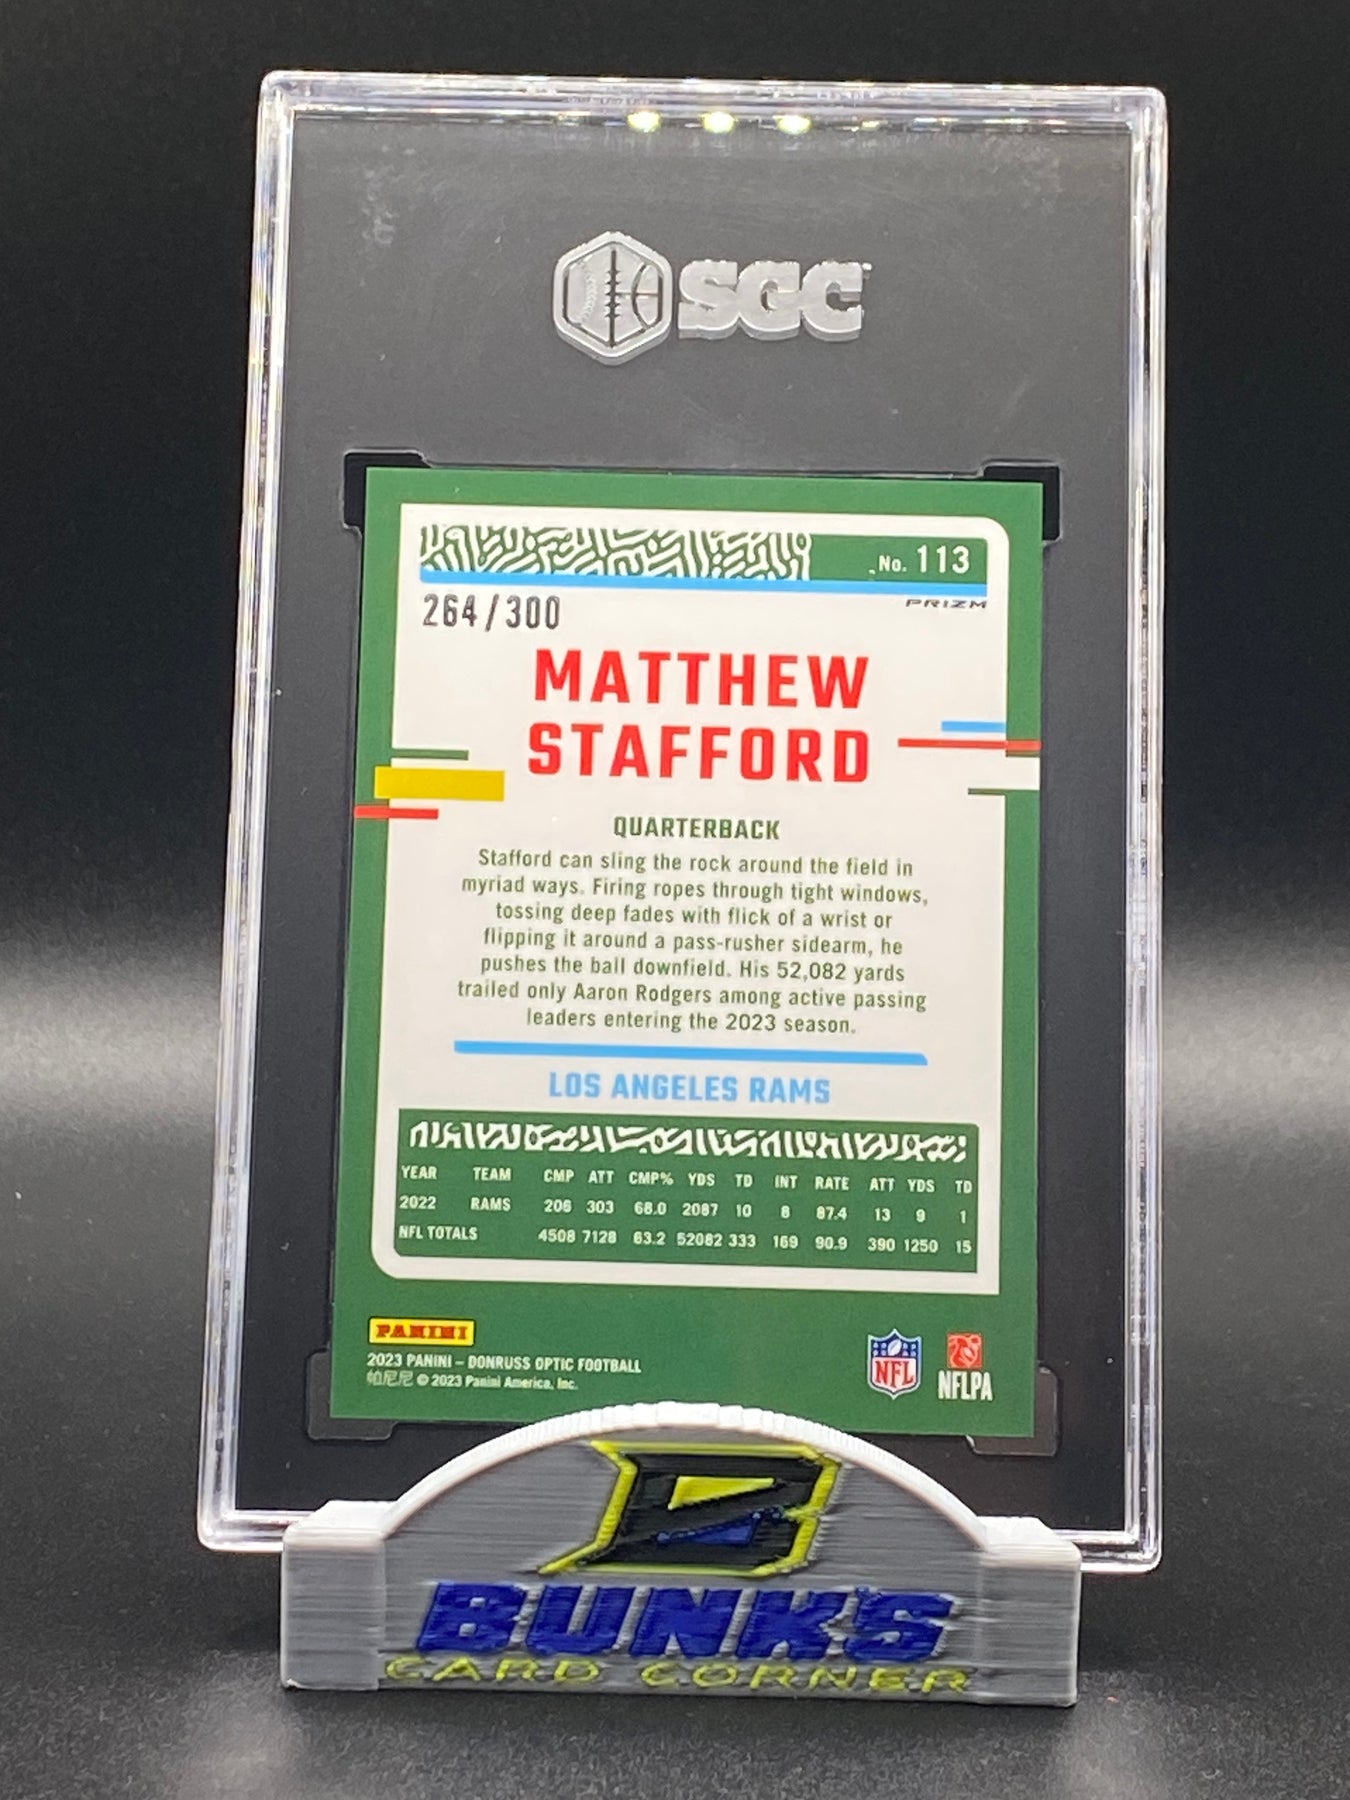 SGC
No. 113
PRIZM
264/300
MATTHEW
STAFFORD
QUARTERBACK
Stafford can sling the rock around the field in
myriad ways. Firing ropes through tight windows,
tossing deep fades with flick of a wrist or
flipping it around a pass-rusher sidearm, he
pushes the ball downfield. His 52,082 yards
trailed only Aaron Rodgers among active passing
leaders entering the 2023 season.
LOS ANGELES RAMS
YEAR TEAM CMP ATT CMP% YDS TD INT RATE ATT YDS TD
2022 RAMS 206 303 68.0 2087 10 8 87.4 13 9 1
NFL TOTALS 4508 7128 63.2 52082 333 169 90.9 390 1250 15
PANINI
2023 PANINI – DONRUSS OPTIC FOOTBALL
帕尼尼 © 2023 Panini America, Inc.
NFL
NFLPA
B
BUNKS
CARD CORNER